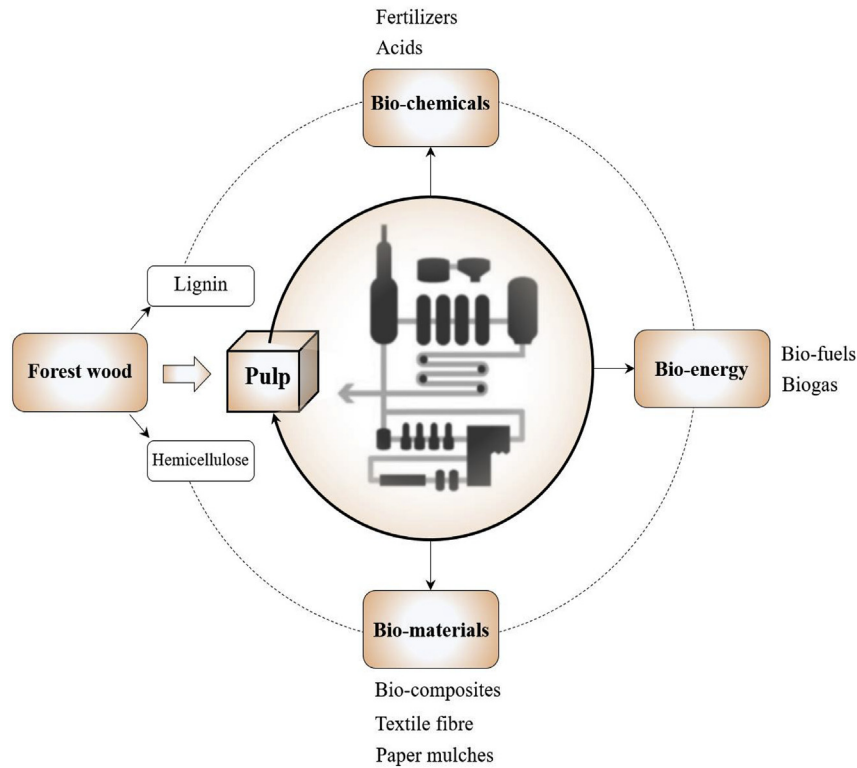 Fertilizers
Acids
Bio-chemicals
Lignin
Forest wood
Pulp
Bio-energy
Bio-fuels
Biogas
Hemicellulose
Bio-materials
Bio-composites
Textile fibre
Paper mulches